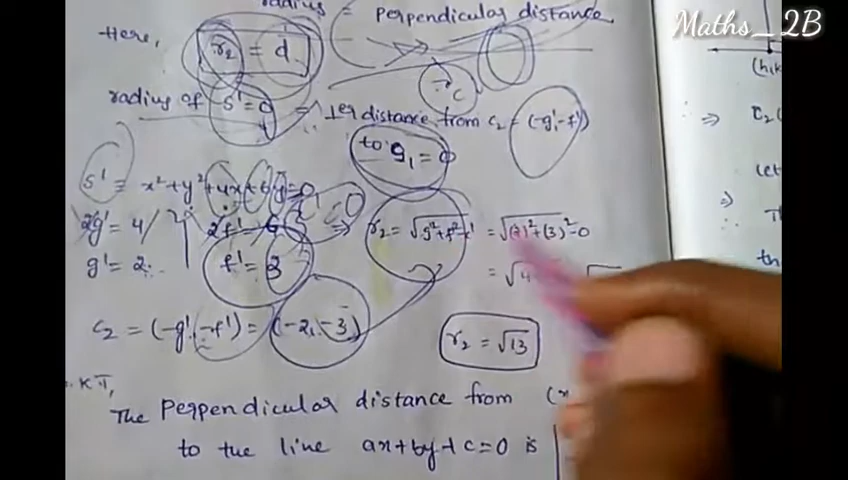 radius = perpendicular distance
Maths_2B
Here, r₂ = d
radius of s' = 0 = ⊥er distance from c₂ = (-g', -f')
to g₁ = 0
s' = x² + y² + 4x + 6y = 0
2g' = 4 2f' = 6 ⇒ r₂ = √g'² + f'² - c' = √(2)² + (3)² - 0
g' = 2 f' = 3 = √4
c₂ = (-g', -f') = (-2, -3) r₂ = √13
W.K.T,
The Perpendicular distance from
to the line ax+by+c=0 is
(h,k
⇒ C₂(
Let
⇒